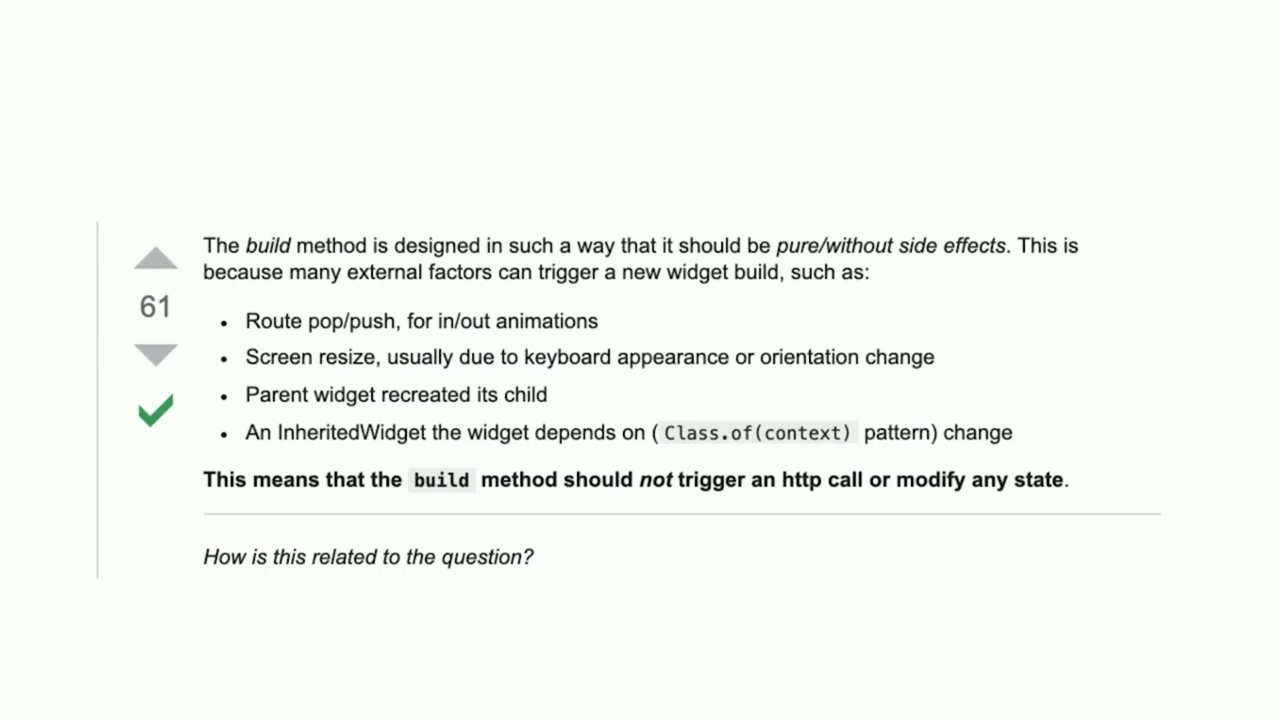 The build method is designed in such a way that it should be pure/without side effects. This is
because many external factors can trigger a new widget build, such as:
61
• Route pop/push, for in/out animations
• Screen resize, usually due to keyboard appearance or orientation change
• Parent widget recreated its child
• An InheritedWidget the widget depends on ( Class.of(context) pattern) change
This means that the build method should not trigger an http call or modify any state.
How is this related to the question?